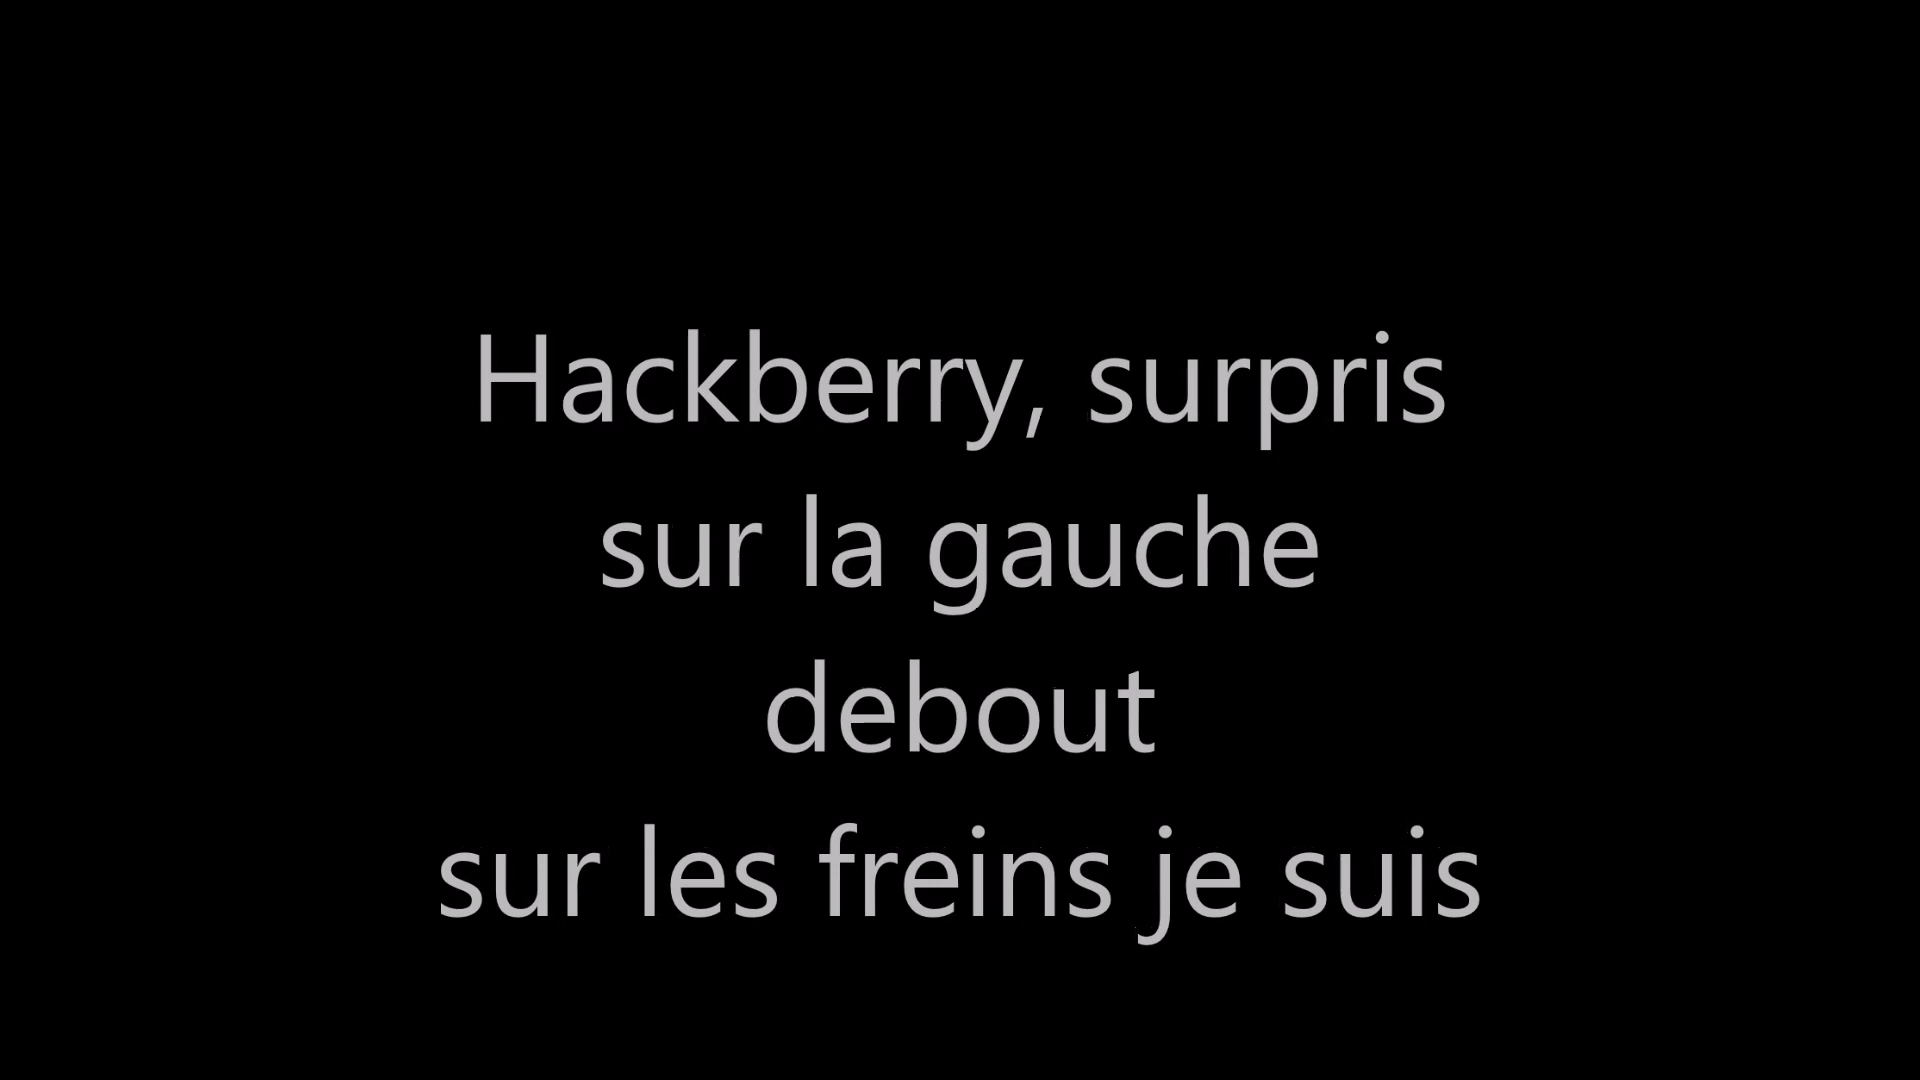 Hackberry, surpris
sur la gauche
debout
sur les freins je suis